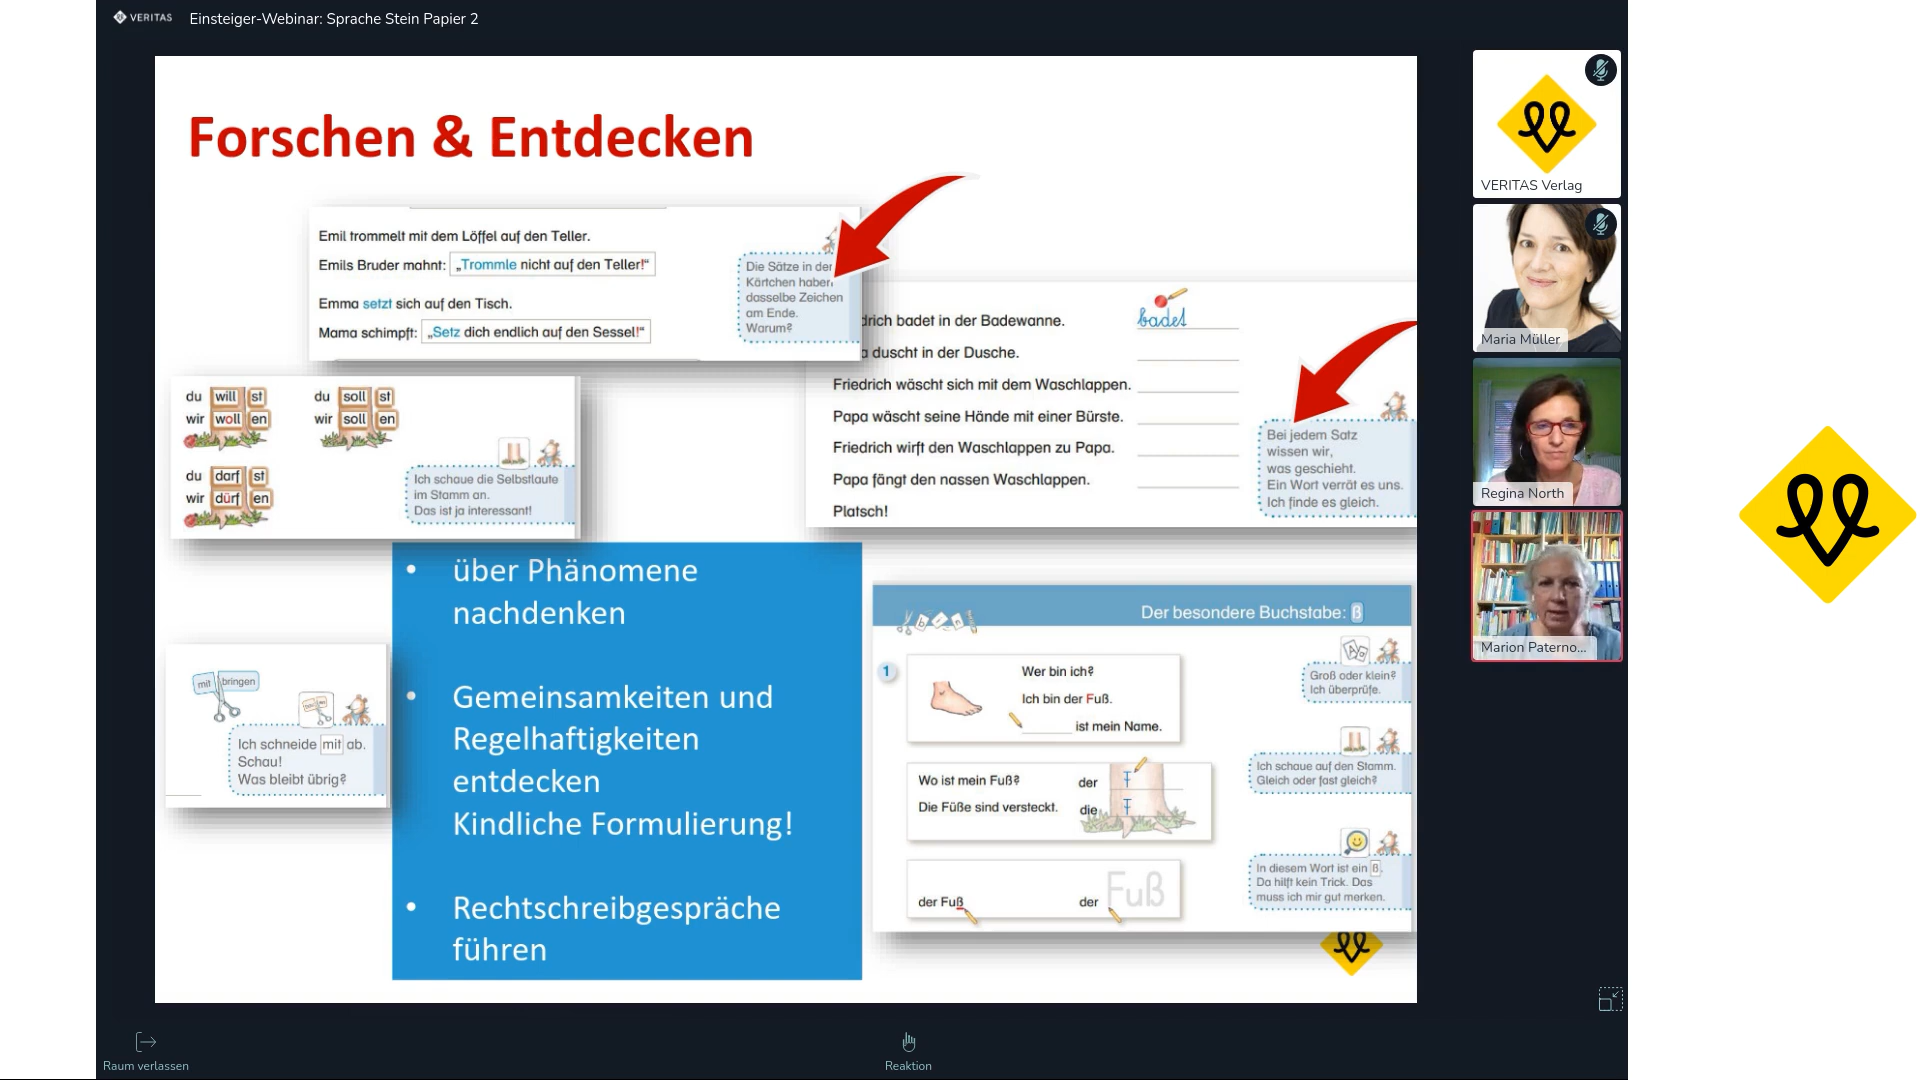 VERITAS
Einsteiger-Webinar: Sprache Stein Papier 2
Forschen & Entdecken
Emil trommelt mit dem Löffel auf den Teller.
Emils Bruder mahnt: „Trommle nicht auf den Teller!“
Emma setzt sich auf den Tisch.
Mama schimpft: „Setz dich endlich auf den Sessel!“
Die Sätze in der
Kärtchen haben
dasselbe Zeichen
am Ende.
Warum?
drich badet in der Badewanne.
badet
a duscht in der Dusche.
Friedrich wäscht sich mit dem Waschlappen.
Papa wäscht seine Hände mit einer Bürste.
Friedrich wirft den Waschlappen zu Papa.
Papa fängt den nassen Waschlappen.
Platsch!
Bei jedem Satz
wissen wir,
was geschieht.
Ein Wort verrät es uns.
Ich finde es gleich.
du will st
wir woll en
du soll st
wir soll en
du darf st
wir dürf en
Ich schaue die Selbstlaute
im Stamm an.
Das ist ja interessant!
mit bringen
Ich schneide mit ab.
Schau!
Was bleibt übrig?
• über Phänomene
nachdenken
• Gemeinsamkeiten und
Regelhaftigkeiten
entdecken
Kindliche Formulierung!
• Rechtschreibgespräche
führen
Der besondere Buchstabe: ß
1
Wer bin ich?
Ich bin der Fuß.
ist mein Name.
Groß oder klein?
Ich überprüfe.
Wo ist mein Fuß?
der F
Die Füße sind versteckt.
die F
Ich schaue auf den Stamm.
Gleich oder fast gleich?
der Fuß
der Fuß
In diesem Wort ist ein ß.
Da hilft kein Trick. Das
muss ich mir gut merken.
VERITAS Verlag
Maria Müller
Regina North
Marion Paterno...
Raum verlassen
Reaktion